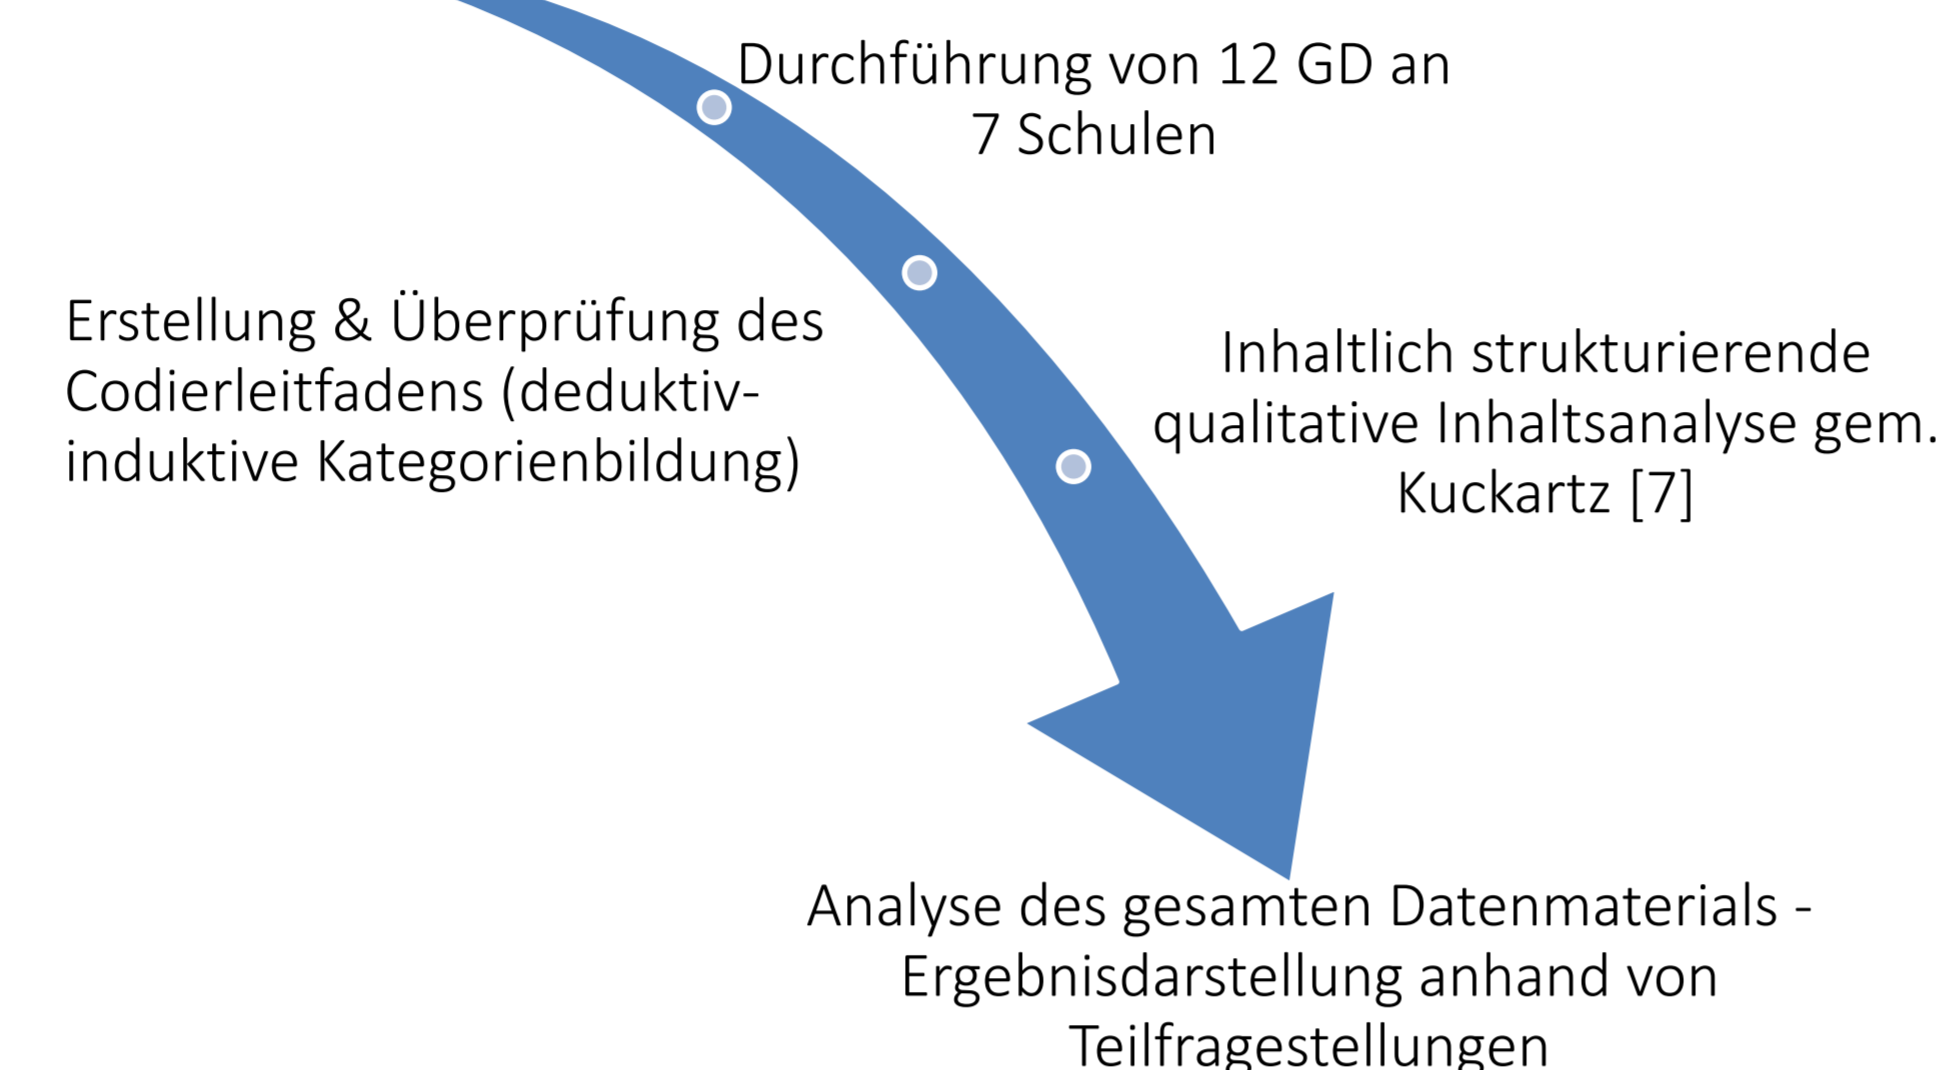 Durchführung von 12 GD an
7 Schulen
Erstellung & Überprüfung des
Codierleitfadens (deduktiv-
induktive Kategorienbildung)
Inhaltlich strukturierende
qualitative Inhaltsanalyse gem.
Kuckartz [7]
Analyse des gesamten Datenmaterials -
Ergebnisdarstellung anhand von
Teilfragestellungen